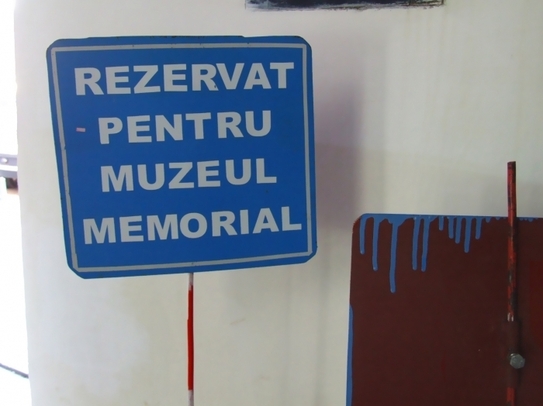 REZERVAT
PENTRU
MUZEUL
MEMORIAL